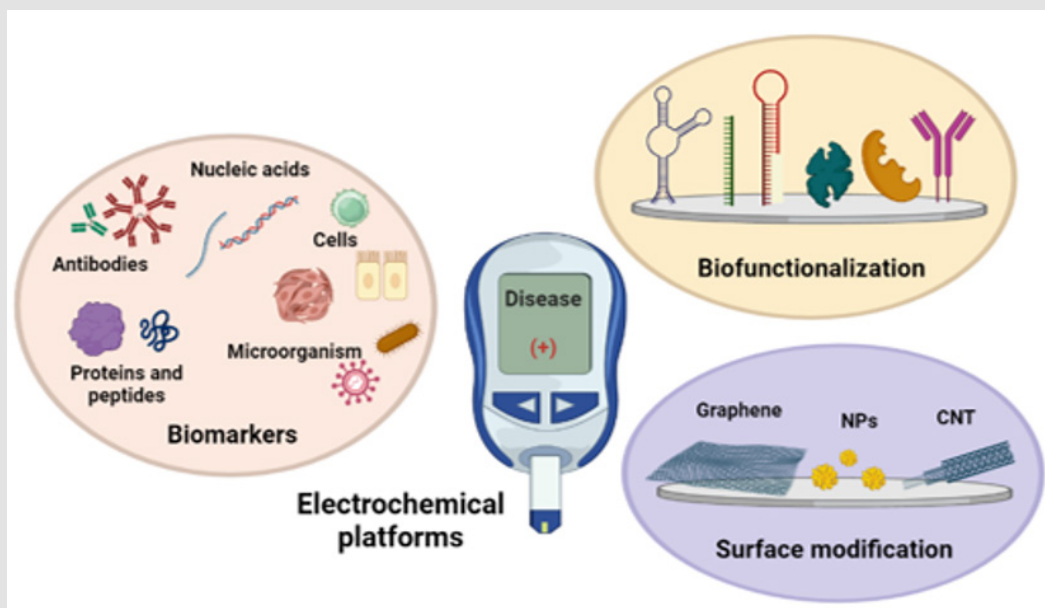 Nucleic acids
Antibodies
Cells
Proteins and
peptides
Microorganism
Biomarkers
Disease
(+)
Electrochemical
platforms
Biofunctionalization
Graphene
NPs
CNT
Surface modification